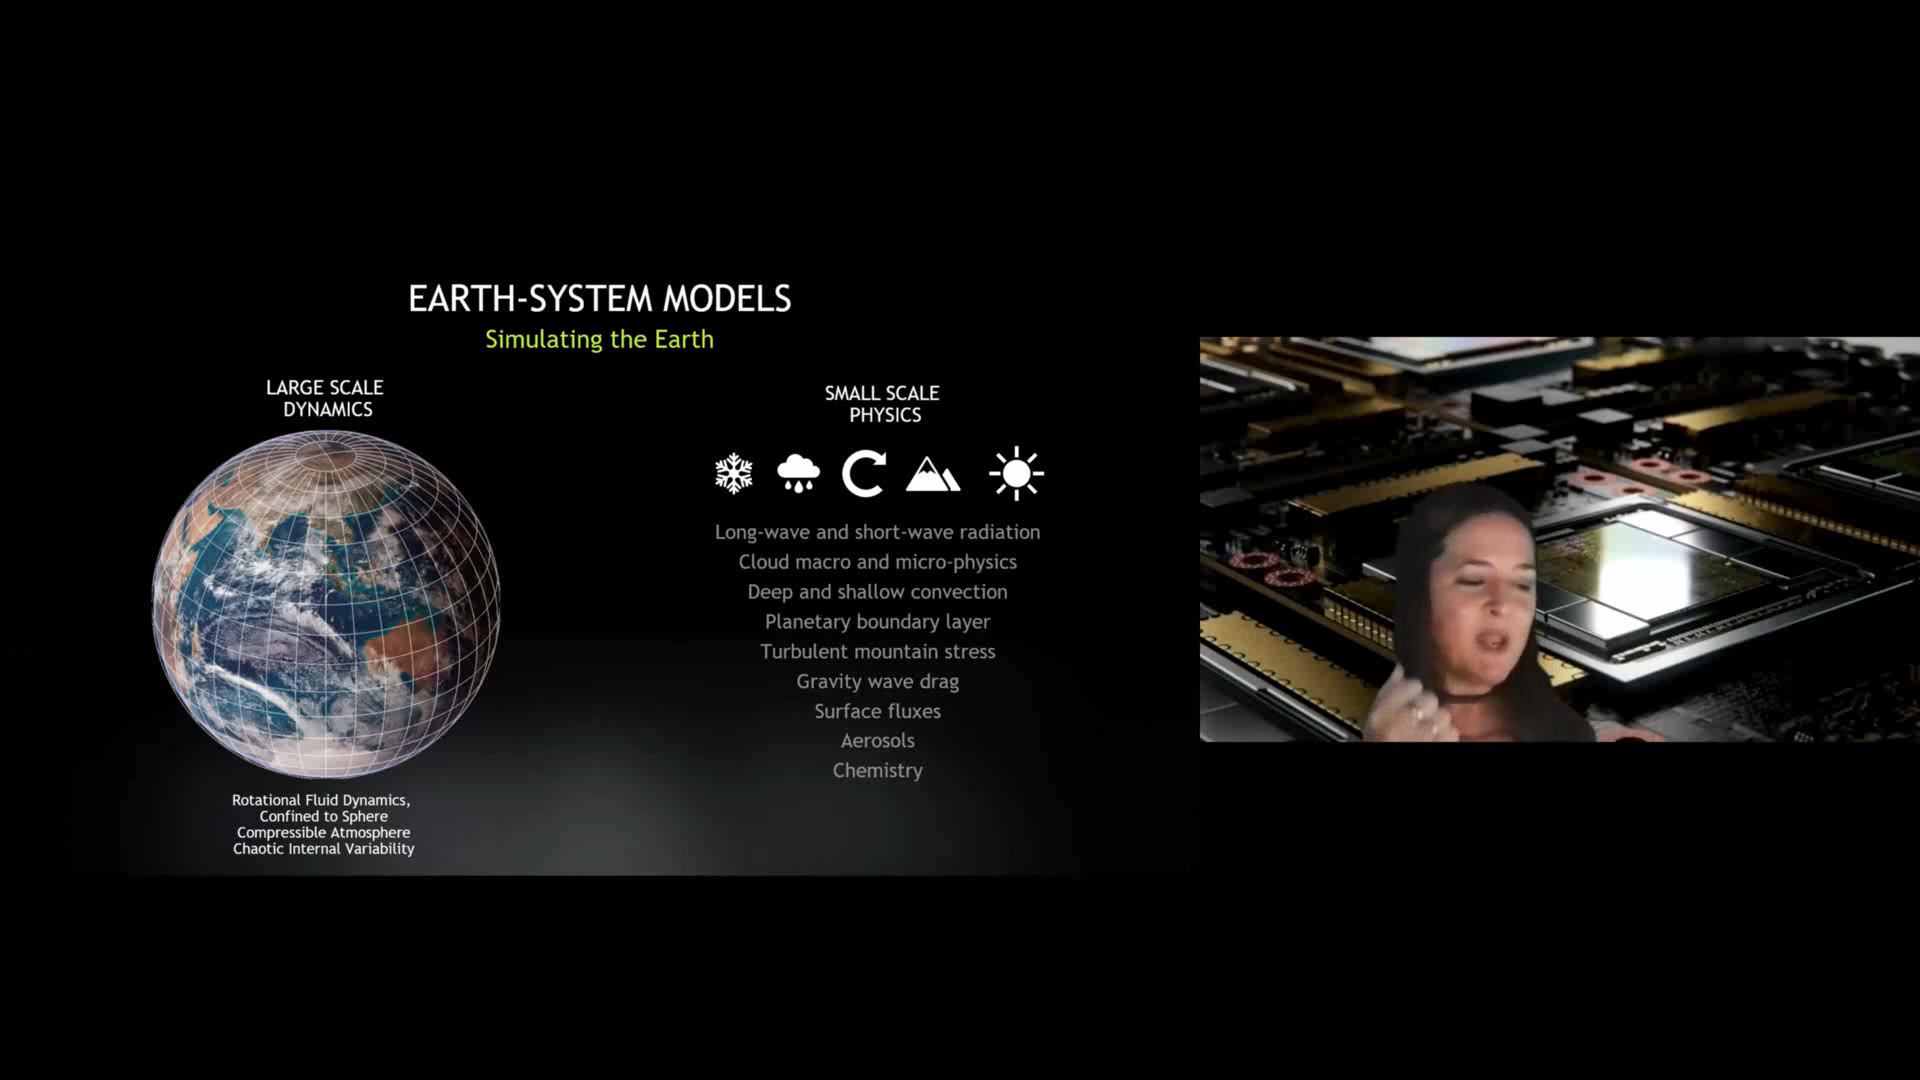 EARTH-SYSTEM MODELS
Simulating the Earth
LARGE SCALE
DYNAMICS
Rotational Fluid Dynamics,
Confined to Sphere
Compressible Atmosphere
Chaotic Internal Variability
SMALL SCALE
PHYSICS
Long-wave and short-wave radiation
Cloud macro and micro-physics
Deep and shallow convection
Planetary boundary layer
Turbulent mountain stress
Gravity wave drag
Surface fluxes
Aerosols
Chemistry